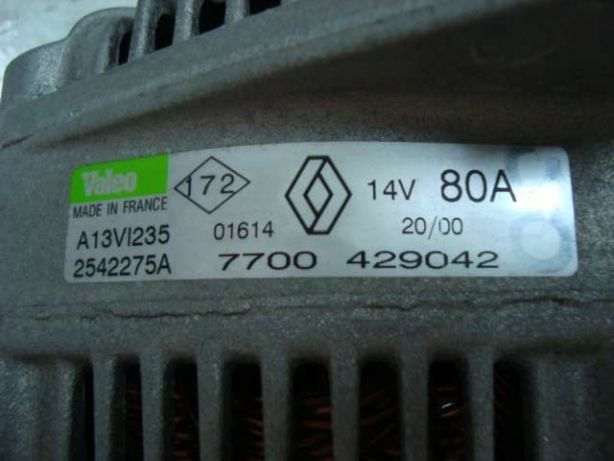 Valeo
172
14V 80A
MADE IN FRANCE
A13VI235 01614 20/00
2542275A 7700 429042